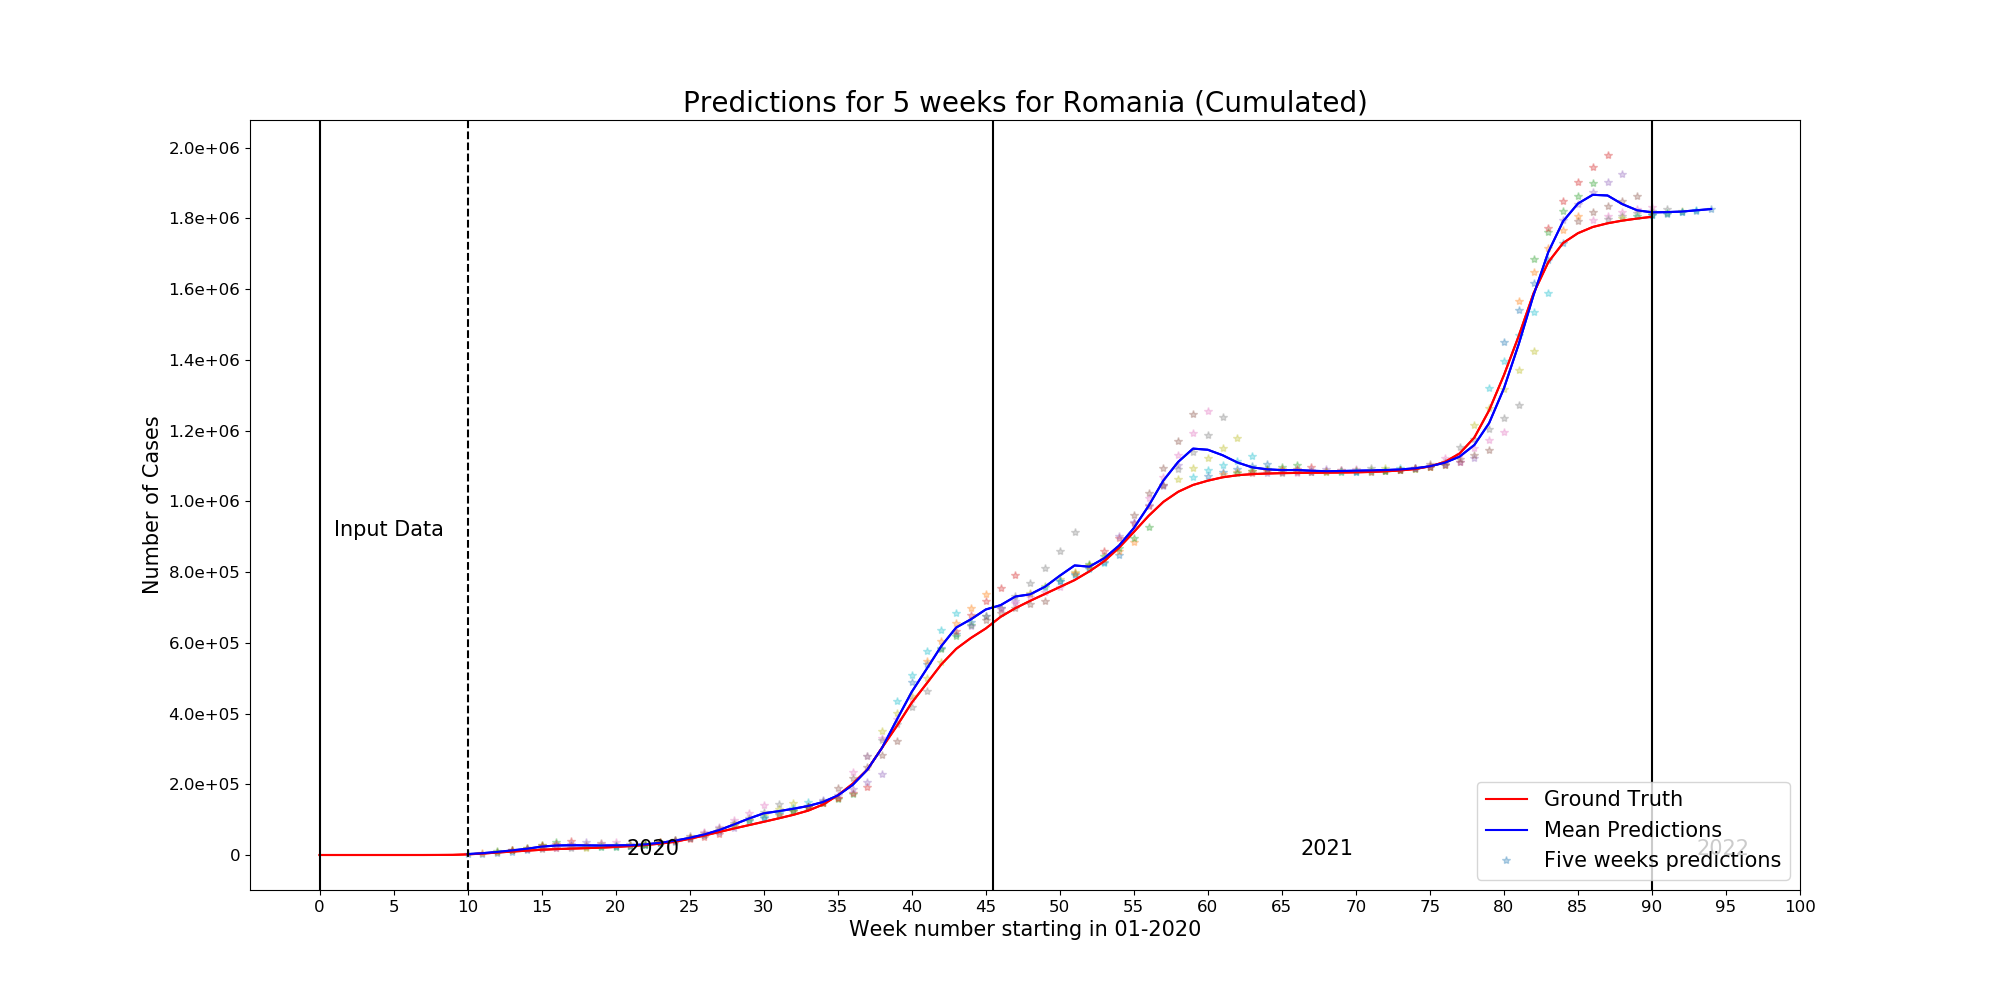 Predictions for 5 weeks for Romania (Cumulated)
Number of Cases
2.0e+06
1.8e+06
1.6e+06
1.4e+06
1.2e+06
1.0e+06
8.0e+05
6.0e+05
4.0e+05
2.0e+05
0
Input Data
2020
2021
2022
Ground Truth
Mean Predictions
Five weeks predictions
0 5 10 15 20 25 30 35 40 45 50 55 60 65 70 75 80 85 90 95 100
Week number starting in 01-2020